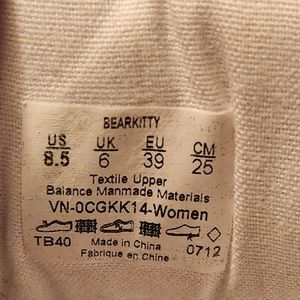 BEARKITTY
US UK EU CM
8.5 6 39 25
Textile Upper
Balance Manmade Materials
VN-0CGKK14-Women
TB40 Made in China 0712
Fabrique en Chine